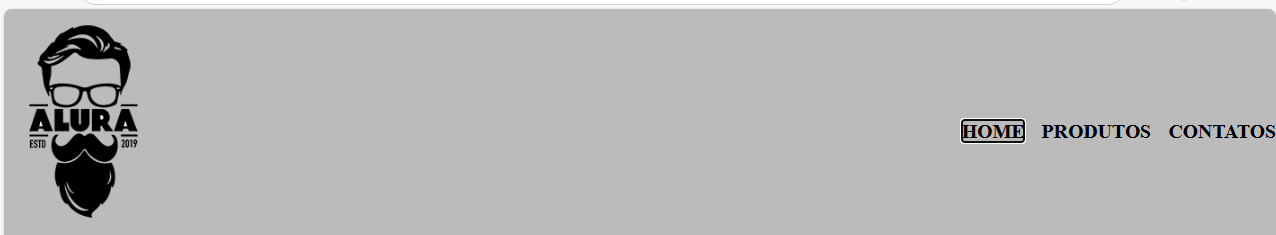 ALURA
ESTD 2019
HOME PRODUTOS CONTATOS